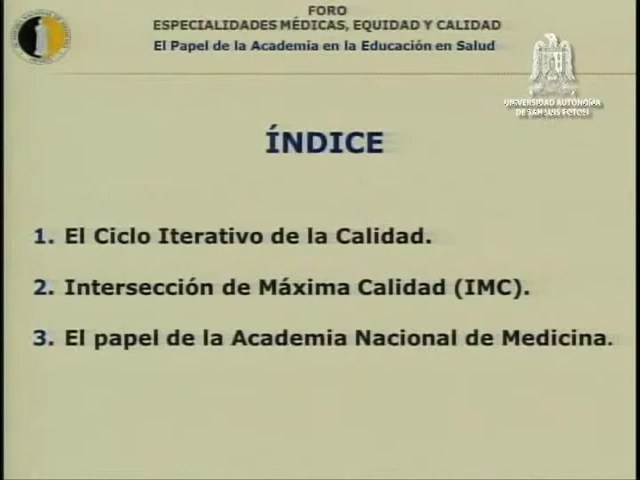 FORO
ESPECIALIDADES MÉDICAS, EQUIDAD Y CALIDAD
El Papel de la Academia en la Educación en Salud
UNIVERSIDAD AUTÓNOMA
DE SAN LUIS POTOSÍ
ÍNDICE
1. El Ciclo Iterativo de la Calidad.
2. Intersección de Máxima Calidad (IMC).
3. El papel de la Academia Nacional de Medicina.